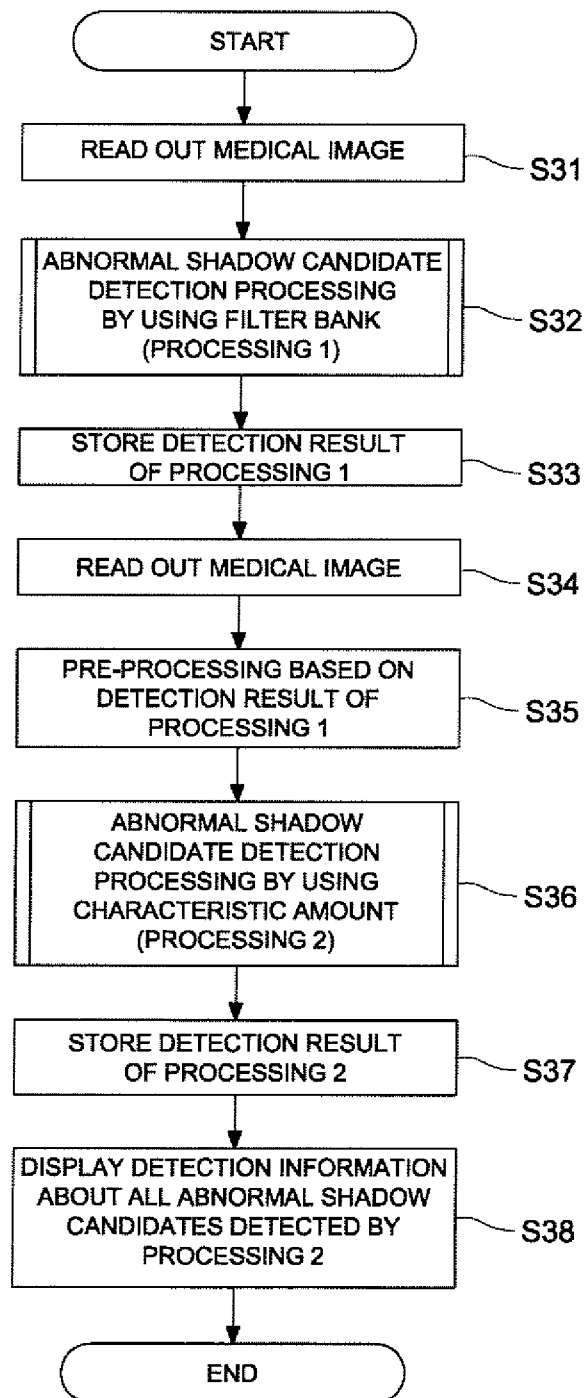 START
READ OUT MEDICAL IMAGE
S31
ABNORMAL SHADOW CANDIDATE
DETECTION PROCESSING
BY USING FILTER BANK
(PROCESSING 1)
S32
STORE DETECTION RESULT
OF PROCESSING 1
S33
READ OUT MEDICAL IMAGE
S34
PRE-PROCESSING BASED ON
DETECTION RESULT OF
PROCESSING 1
S35
ABNORMAL SHADOW
CANDIDATE DETECTION
PROCESSING BY USING
CHARACTERISTIC AMOUNT
(PROCESSING 2)
S36
STORE DETECTION RESULT
OF PROCESSING 2
S37
DISPLAY DETECTION INFORMATION
ABOUT ALL ABNORMAL SHADOW
CANDIDATES DETECTED BY
PROCESSING 2
S38
END